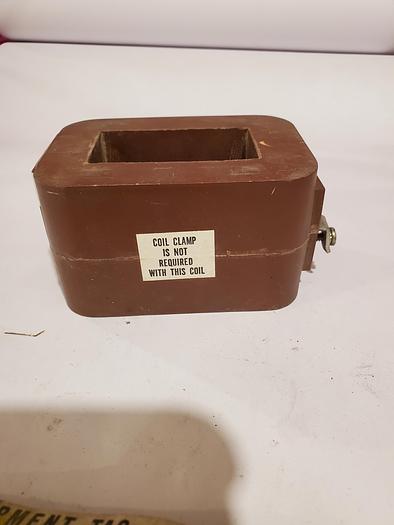 COIL CLAMP
IS NOT
REQUIRED
WITH THIS COIL